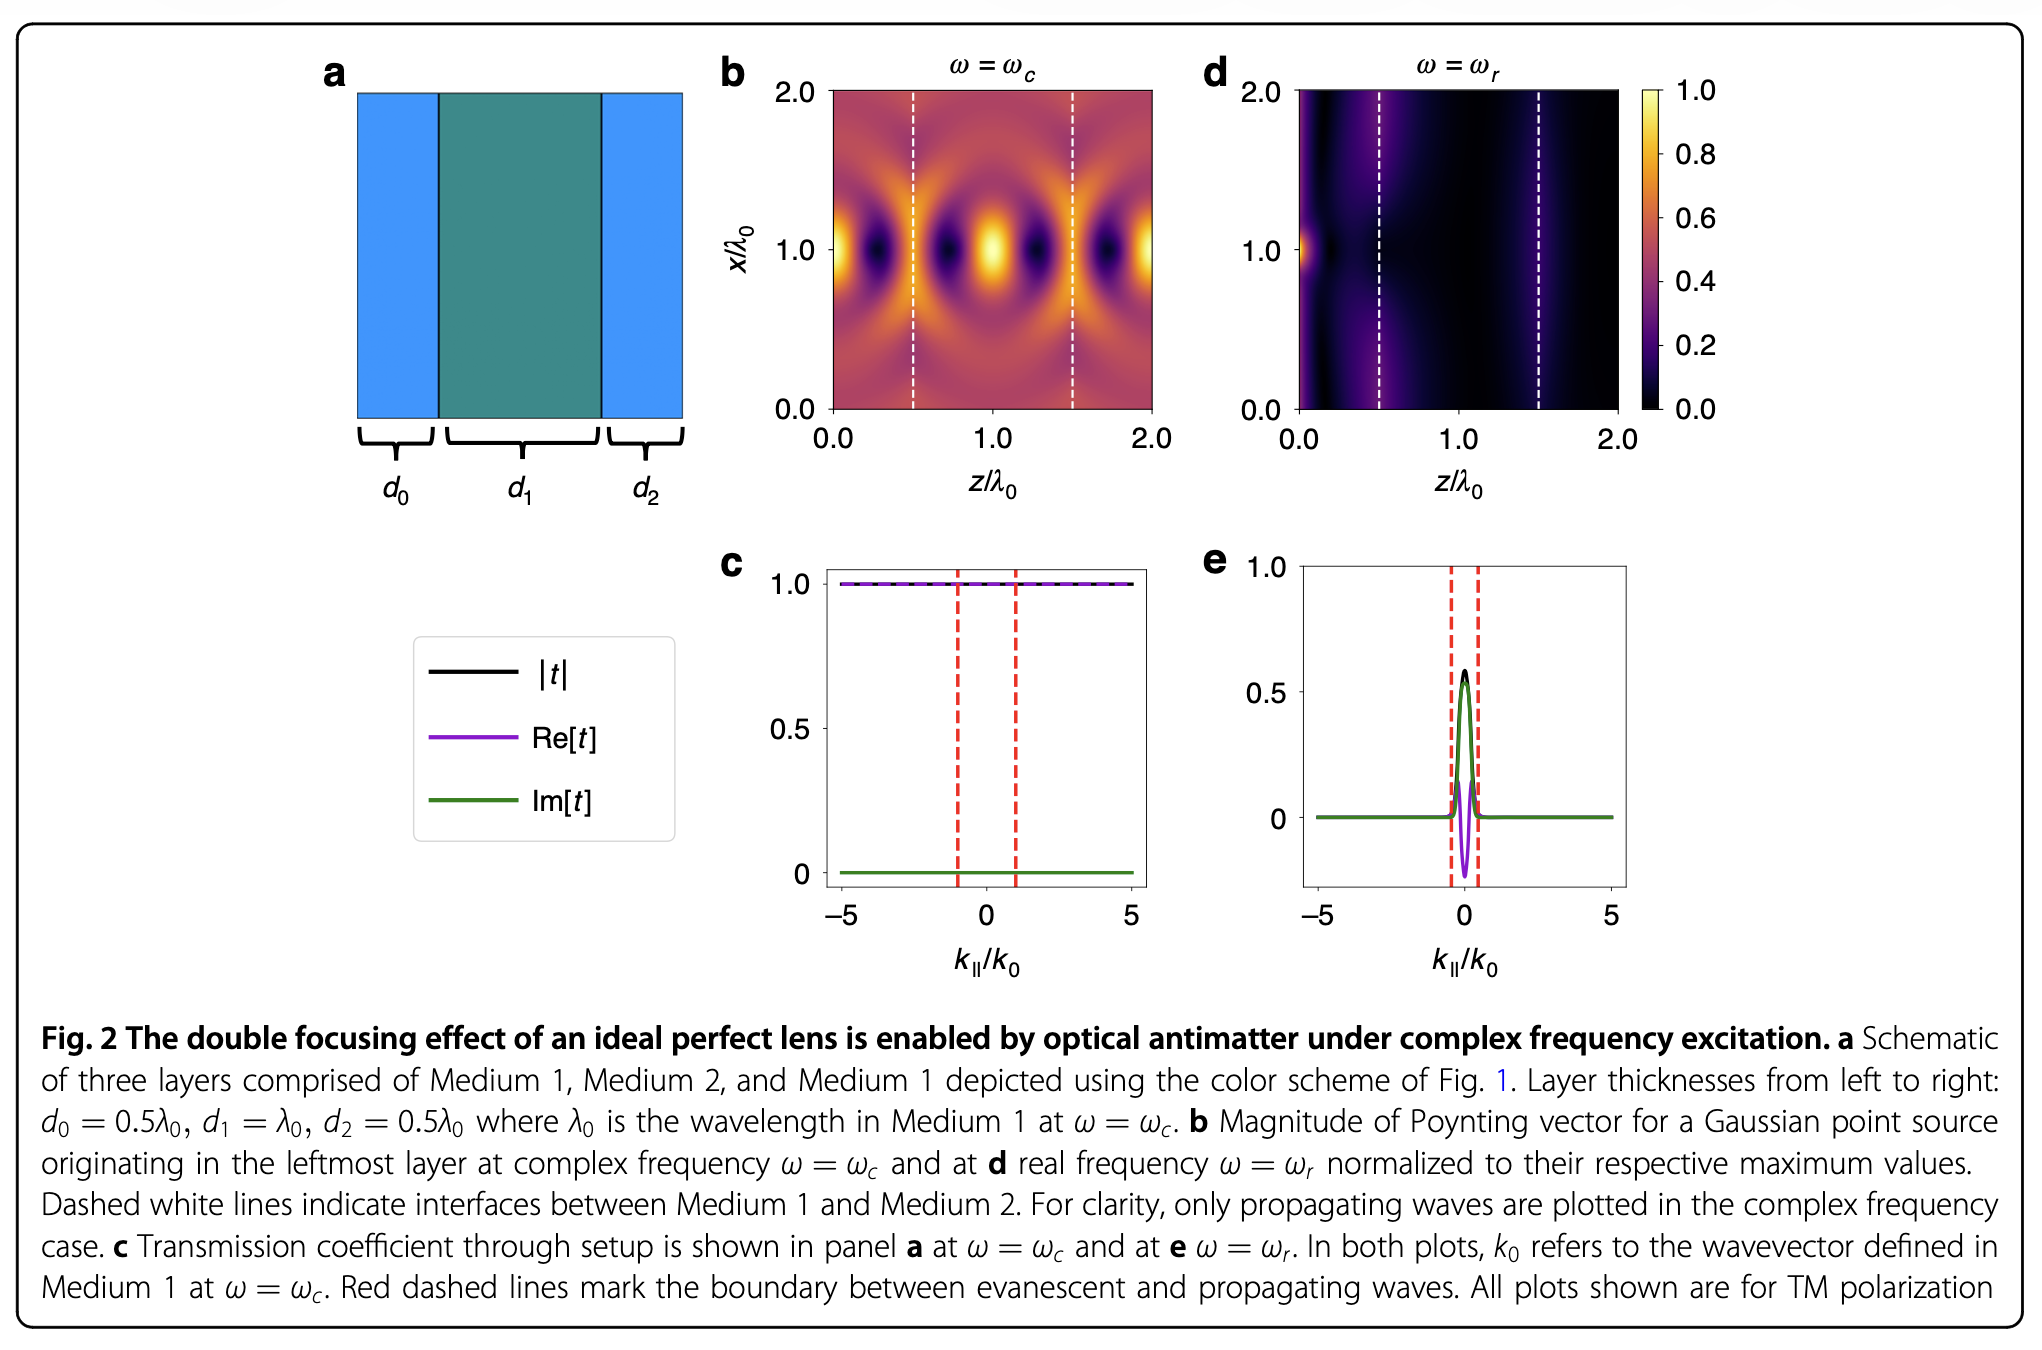 a
d0
d1
d2
b
ω = ωc
2.0
1.0
0.0
x/λ0
0.0
1.0
2.0
z/λ0
d
ω = ωr
2.0
1.0
0.0
0.0
1.0
2.0
z/λ0
1.0
0.8
0.6
0.4
0.2
0.0
|t|
Re[t]
Im[t]
c
1.0
0.5
0
–5
0
5
k||/k0
e
1.0
0.5
0
–5
0
5
k||/k0
Fig. 2 The double focusing effect of an ideal perfect lens is enabled by optical antimatter under complex frequency excitation. a Schematic
of three layers comprised of Medium 1, Medium 2, and Medium 1 depicted using the color scheme of Fig. 1. Layer thicknesses from left to right:
d0 = 0.5λ0, d1 = λ0, d2 = 0.5λ0 where λ0 is the wavelength in Medium 1 at ω = ωc. b Magnitude of Poynting vector for a Gaussian point source
originating in the leftmost layer at complex frequency ω = ωc and at d real frequency ω = ωr normalized to their respective maximum values.
Dashed white lines indicate interfaces between Medium 1 and Medium 2. For clarity, only propagating waves are plotted in the complex frequency
case. c Transmission coefficient through setup is shown in panel a at ω = ωc and at e ω = ωr. In both plots, k0 refers to the wavevector defined in
Medium 1 at ω = ωc. Red dashed lines mark the boundary between evanescent and propagating waves. All plots shown are for TM polarization